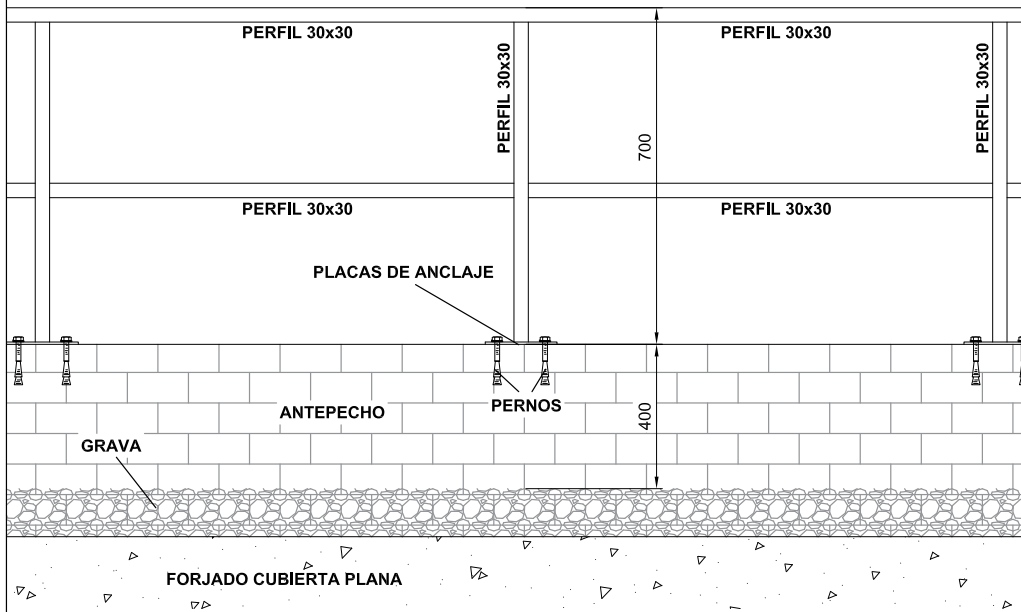 PERFIL 30x30
PERFIL 30x30
PERFIL 30x30
PERFIL 30x30
700
PERFIL 30x30
PERFIL 30x30
PLACAS DE ANCLAJE
ANTEPECHO
PERNOS
400
GRAVA
FORJADO CUBIERTA PLANA